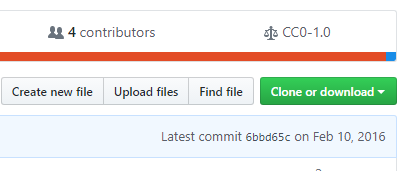 4 contributors CC0-1.0
Create new file Upload files Find file Clone or download
Latest commit 6bbd65c on Feb 10, 2016